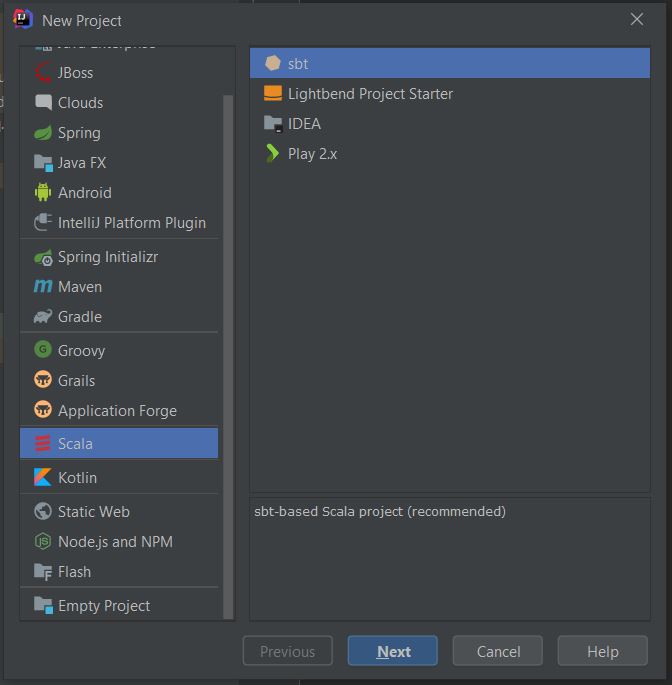 New Project
JBoss
Clouds
Spring
Java FX
Android
IntelliJ Platform Plugin
Spring Initializr
Maven
Gradle
Groovy
Grails
Application Forge
Scala
Kotlin
Static Web
Node.js and NPM
Flash
Empty Project
sbt
Lightbend Project Starter
IDEA
Play 2.x
sbt-based Scala project (recommended)
Previous
Next
Cancel
Help